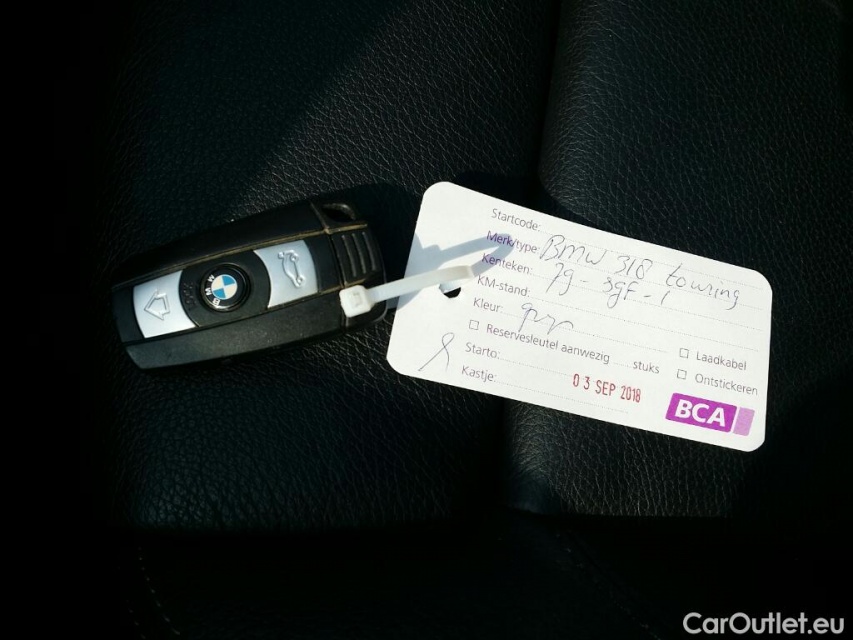 Startcode:
Merk/type: BMW 318 touring
Kenteken: 79-SGF-1
KM-stand:
Kleur:
Reservesleutel aanwezig stuks
Laadkabel
Starto:
Ontstickeren
Kastje:
03 SEP 2018
BCA
BMW
CarOutlet.eu